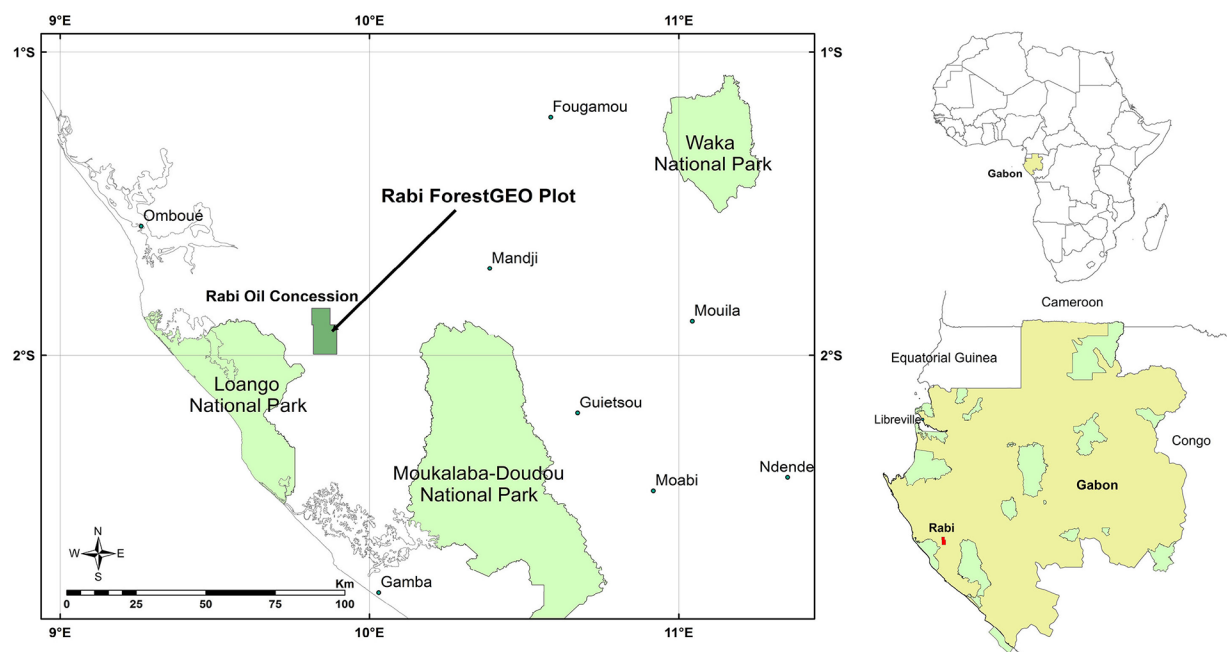 9°E
10°E
11°E
1°S
1°S
Fougamou
Waka
National Park
Rabi ForestGEO Plot
Omboué
Mandji
Rabi Oil Concession
Mouila
2°S
2°S
Loango
National Park
Guietsou
Moukalaba-Doudou
National Park
Moabi
Ndende
N
W
E
S
Km
0
25
50
75
100
Gamba
9°E
10°E
11°E
Gabon
Cameroon
Equatorial Guinea
Libreville
Congo
Gabon
Rabi